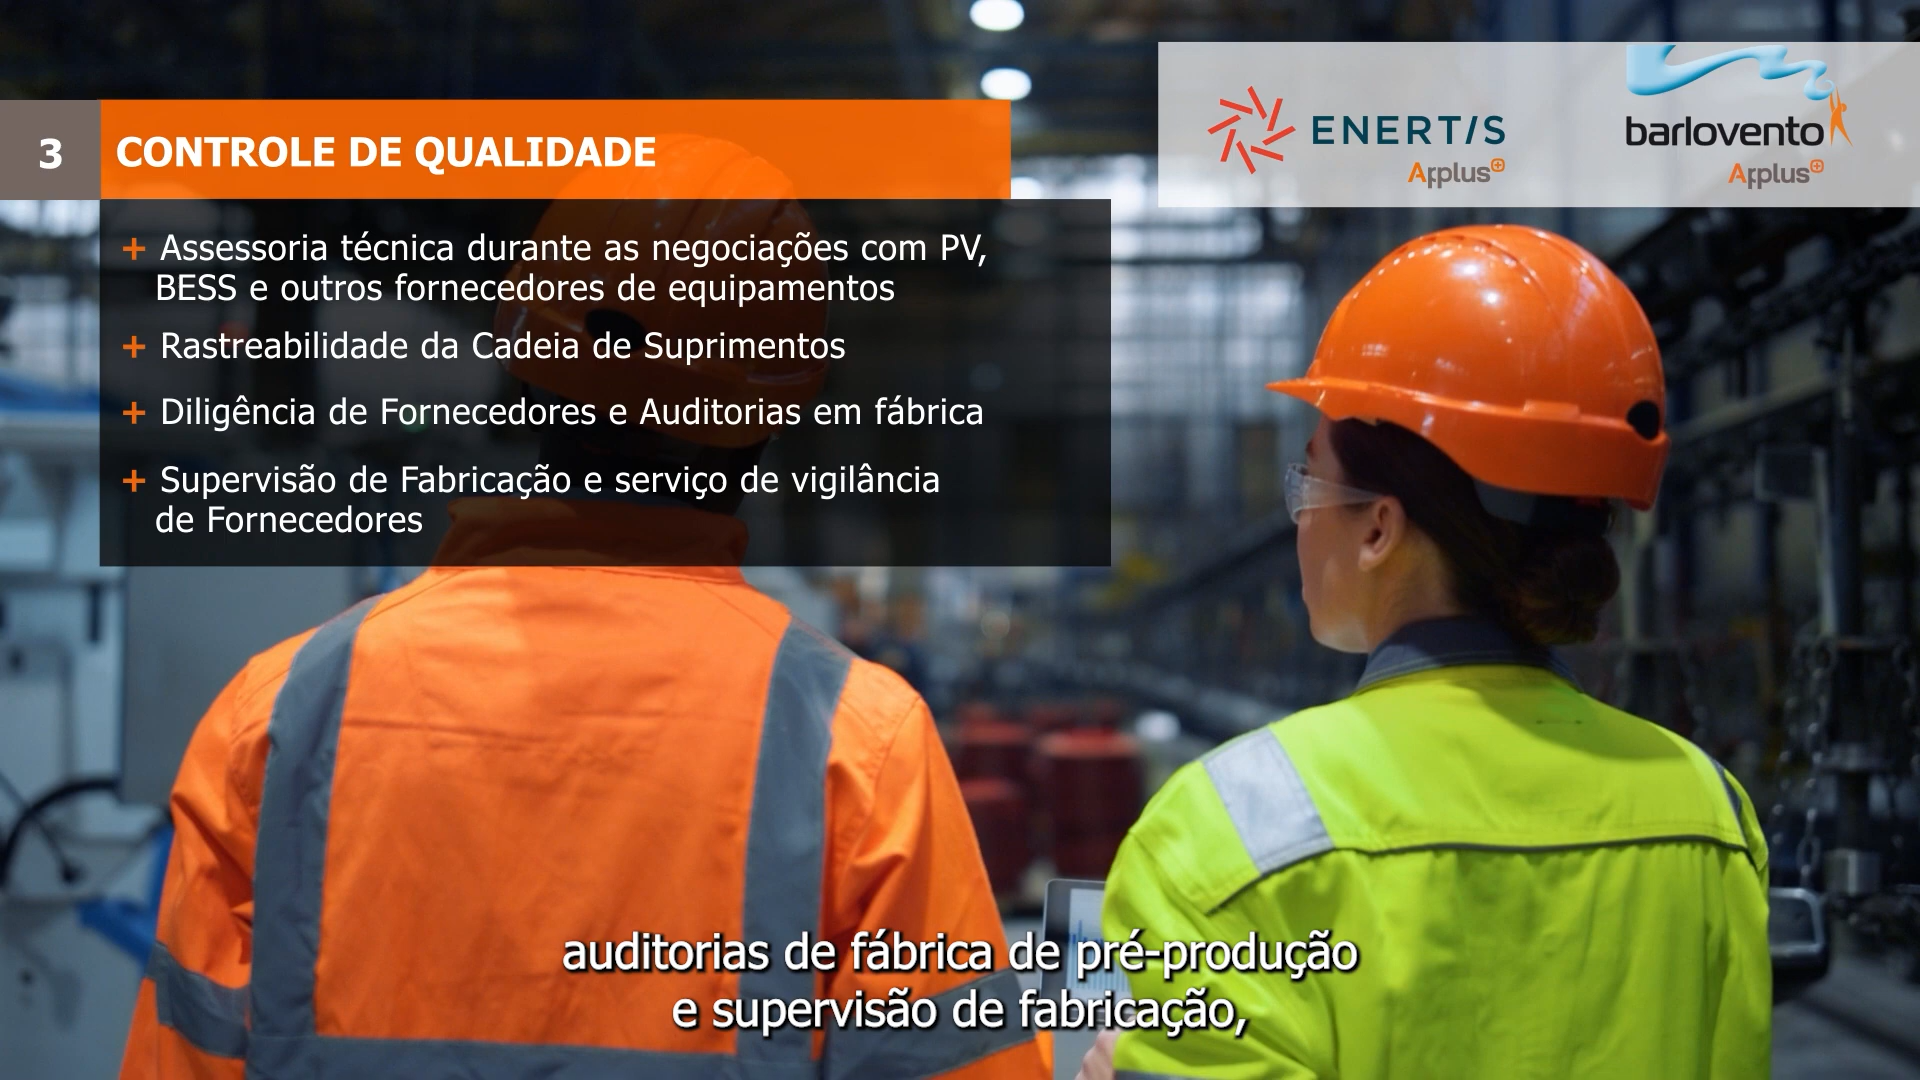 3
CONTROLE DE QUALIDADE
ENERT/S
Applus+
barlovento
Applus+
+ Assessoria técnica durante as negociações com PV,
BESS e outros fornecedores de equipamentos
+ Rastreabilidade da Cadeia de Suprimentos
+ Diligência de Fornecedores e Auditorias em fábrica
+ Supervisão de Fabricação e serviço de vigilância
de Fornecedores
auditorias de fábrica de pré-produção
e supervisão de fabricação,